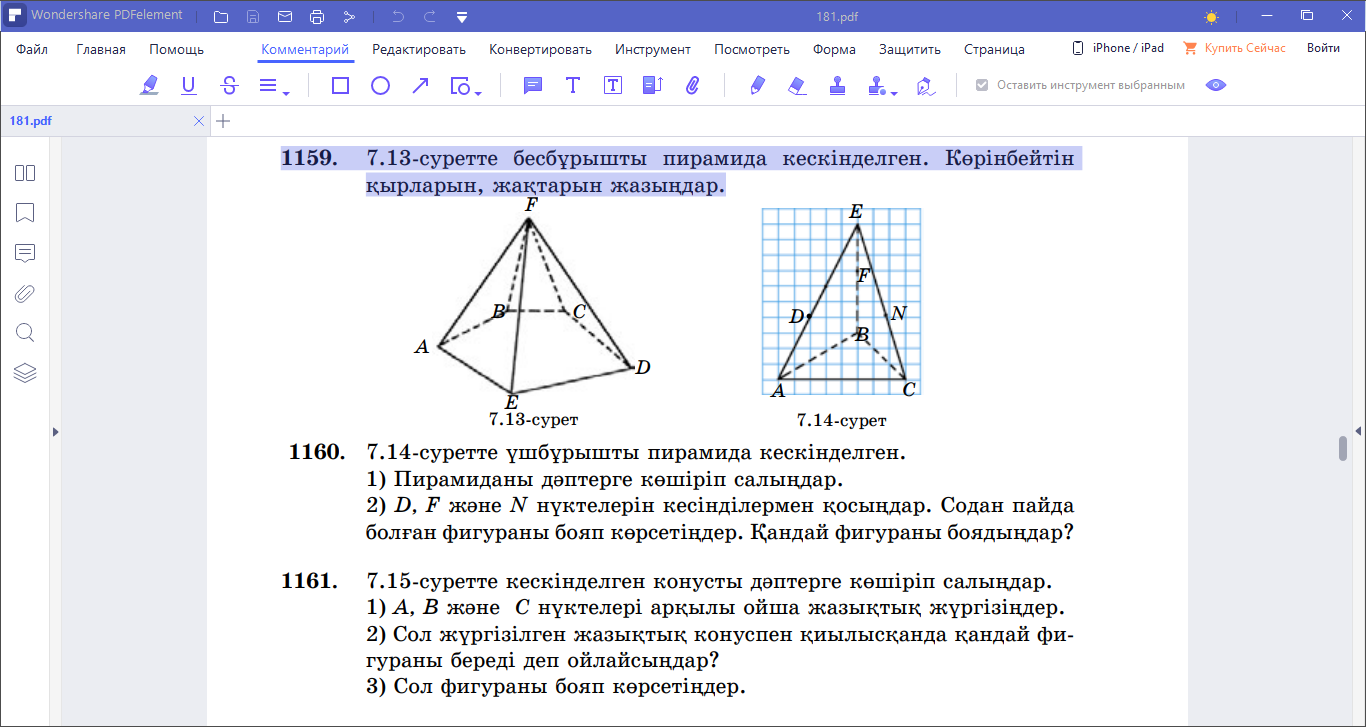 Wondershare PDFelement
181.pdf
Файл Главная Помощь Комментарий Редактировать Конвертировать Инструмент Посмотреть Форма Защитить Страница iPhone / iPad Купить Сейчас Войти
Оставить инструмент выбранным
181.pdf
1159. 7.13-суретте бесбұрышты пирамида кескінделген. Көрінбейтін
қырларын, жақтарын жазыңдар.
F
B
C
A
D
E
7.13-сурет
E
F
D
N
B
A
C
7.14-сурет
1160. 7.14-суретте үшбұрышты пирамида кескінделген.
1) Пирамиданы дәптерге көшіріп салыңдар.
2) D, F және N нүктелерін кесінділермен қосыңдар. Содан пайда
болған фигураны бояп көрсетіңдер. Қандай фигураны боядыңдар?
1161. 7.15-суретте кескінделген конусты дәптерге көшіріп салыңдар.
1) A, B және C нүктелері арқылы ойша жазықтық жүргізіңдер.
2) Сол жүргізілген жазықтық конуспен қиылысқанда қандай фи-
гураны береді деп ойлайсыңдар?
3) Сол фигураны бояп көрсетіңдер.